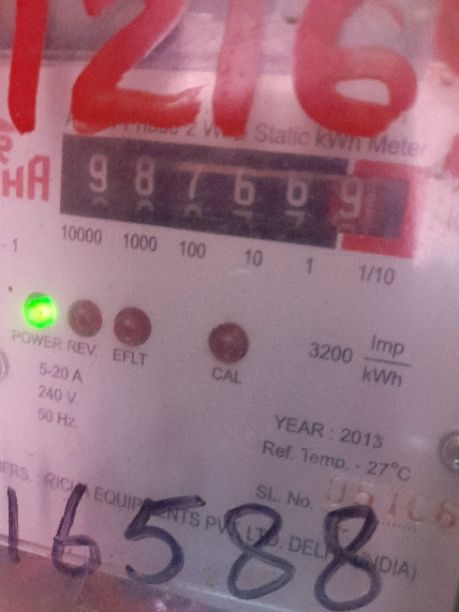 1216
Static kWh Meter
HA
9 8 7 6 6 9
10000 1000 100 10 1 1/10
POWER REV. EFLT CAL
3200 Imp/kWh
5-20 A
240 V.
50 Hz.
YEAR : 2013
Ref. Temp. - 27°C
SL. No.
RICHA EQUIPMENTS PVT. LTD. DELHI (INDIA)
16588